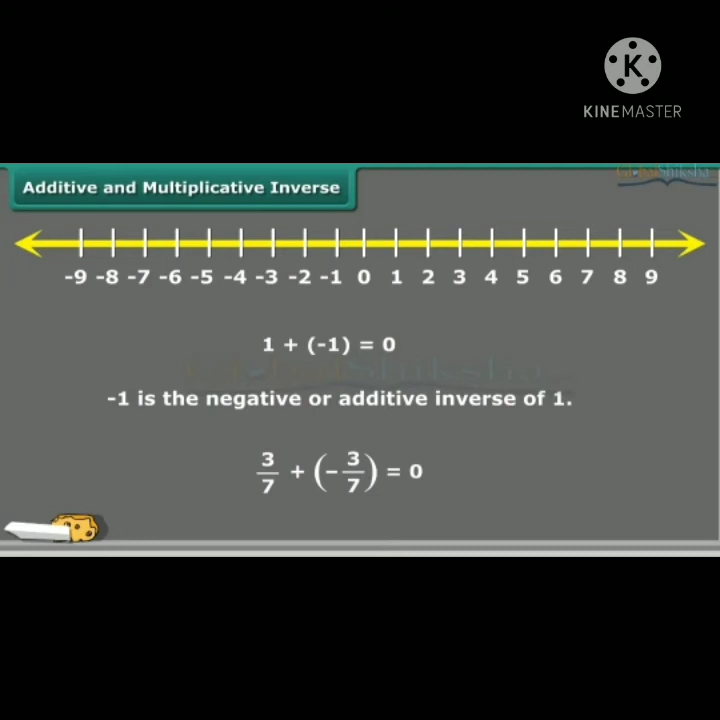 K
KINEMASTER
Additive and Multiplicative Inverse
GlobalShiksha
-9 -8 -7 -6 -5 -4 -3 -2 -1 0 1 2 3 4 5 6 7 8 9
1 + (-1) = 0
GlobalShiksha
-1 is the negative or additive inverse of 1.
3/7 + (-3/7) = 0